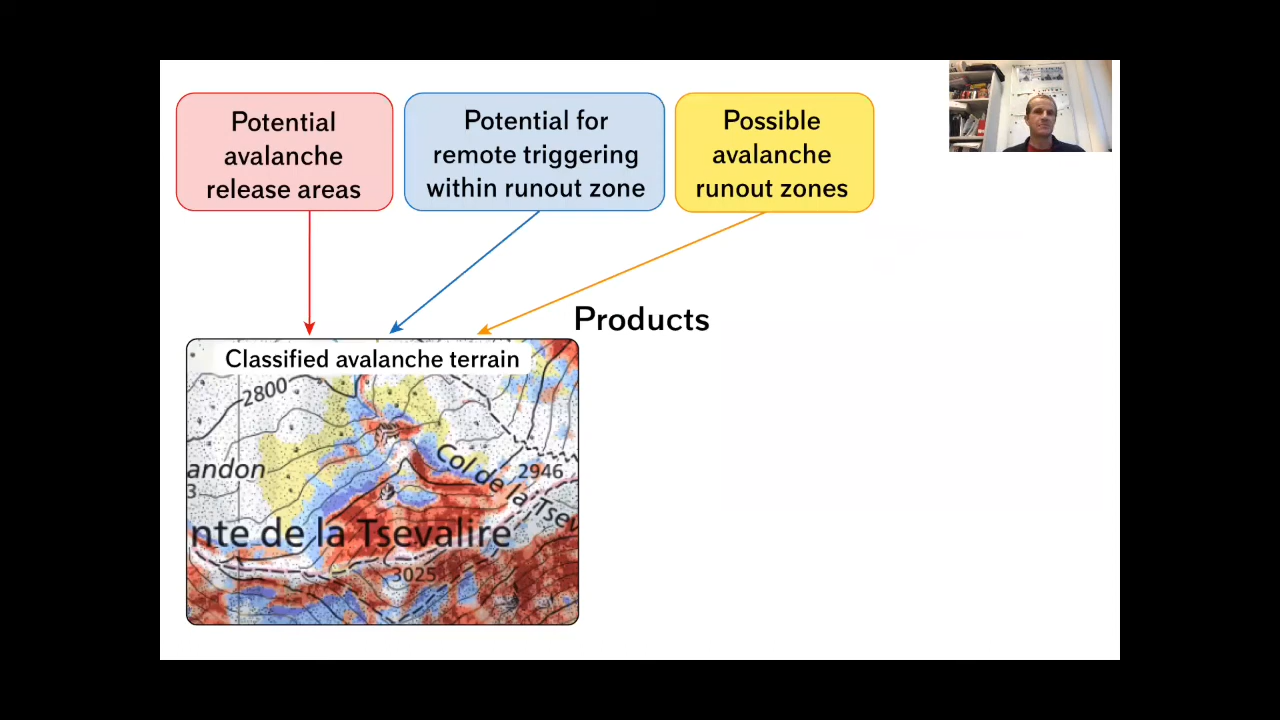 Potential
avalanche
release areas
Potential for
remote triggering
within runout zone
Possible
avalanche
runout zones
Products
Classified avalanche terrain
2800
andon
3
Col de la Tsev
2946
nte de la Tsevalire
3025